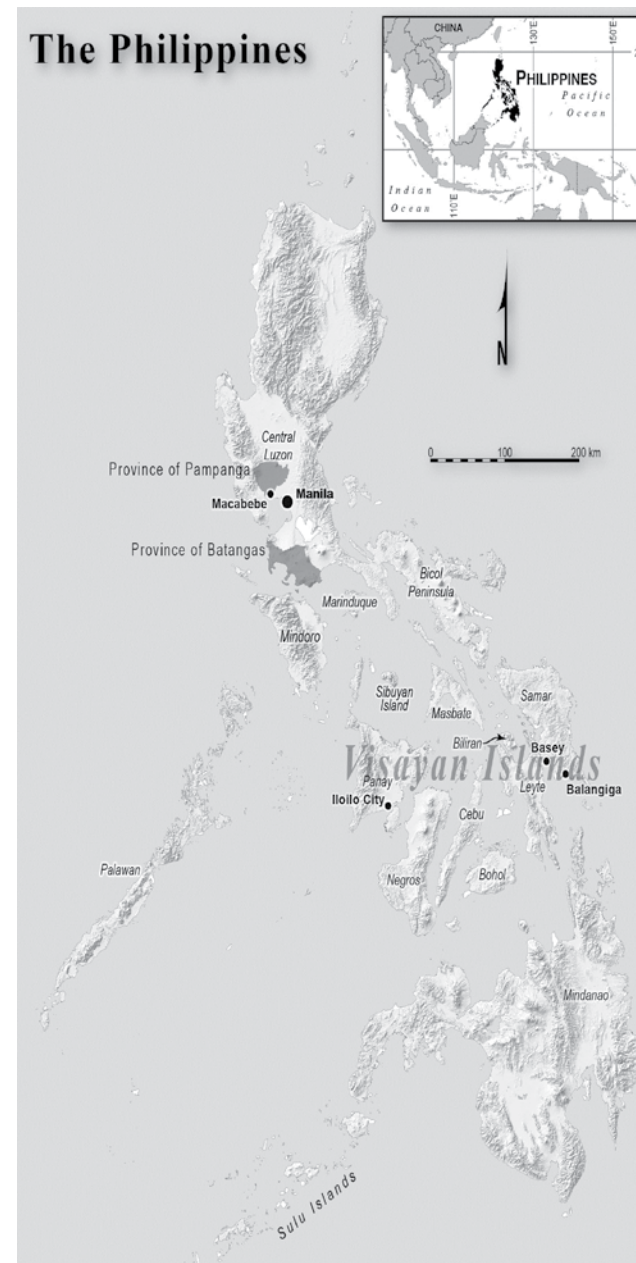 The Philippines
CHINA
130°E
150°E
PHILIPPINES
Pacific
Ocean
Indian
Ocean
110°E
N
0 100 200 km
Central
Luzon
Province of Pampanga
Macabebe
Manila
Province of Batangas
Bicol
Peninsula
Marinduque
Mindoro
Sibuyan
Island
Masbate
Samar
Biliran
Basey
Visayan Islands
Panay
Leyte
Balangiga
Iloilo City
Cebu
Palawan
Negros
Bohol
Mindanao
Sulu Islands